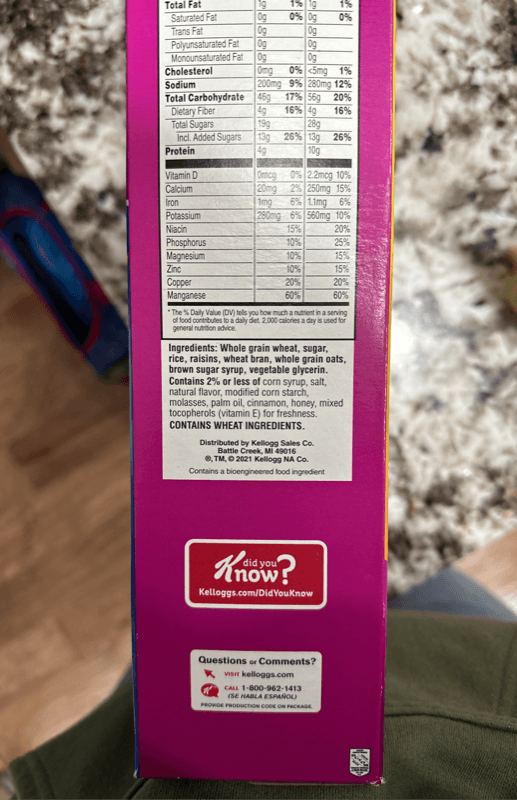 Total Fat 1g 1% 1g 1%
Saturated Fat 0g 0% 0g 0%
Trans Fat 0g 0g
Polyunsaturated Fat 0g 0g
Monounsaturated Fat 0g 0g
Cholesterol 0mg 0% <5mg 1%
Sodium 200mg 9% 280mg 12%
Total Carbohydrate 46g 17% 56g 20%
Dietary Fiber 4g 16% 4g 16%
Total Sugars 19g 28g
Incl. Added Sugars 13g 26% 13g 26%
Protein 4g 10g
Vitamin D 0mcg 0% 2.2mcg 10%
Calcium 20mg 2% 250mg 15%
Iron 1mg 6% 1.1mg 6%
Potassium 280mg 6% 560mg 10%
Niacin 15% 20%
Phosphorus 10% 25%
Magnesium 10% 15%
Zinc 10% 15%
Copper 20% 20%
Manganese 60% 60%
* The % Daily Value (DV) tells you how much a nutrient in a serving
of food contributes to a daily diet. 2,000 calories a day is used for
general nutrition advice.
Ingredients: Whole grain wheat, sugar,
rice, raisins, wheat bran, whole grain oats,
brown sugar syrup, vegetable glycerin.
Contains 2% or less of corn syrup, salt,
natural flavor, modified corn starch,
molasses, palm oil, cinnamon, honey, mixed
tocopherols (vitamin E) for freshness.
CONTAINS WHEAT INGREDIENTS.
Distributed by Kellogg Sales Co.
Battle Creek, MI 49016
®, TM, © 2021 Kellogg NA Co.
Contains a bioengineered food ingredient
did you
Know?
Kelloggs.com/DidYouKnow
Questions or Comments?
VISIT kelloggs.com
CALL 1-800-962-1413
(SE HABLA ESPAÑOL)
PROVIDE PRODUCTION CODE ON PACKAGE.